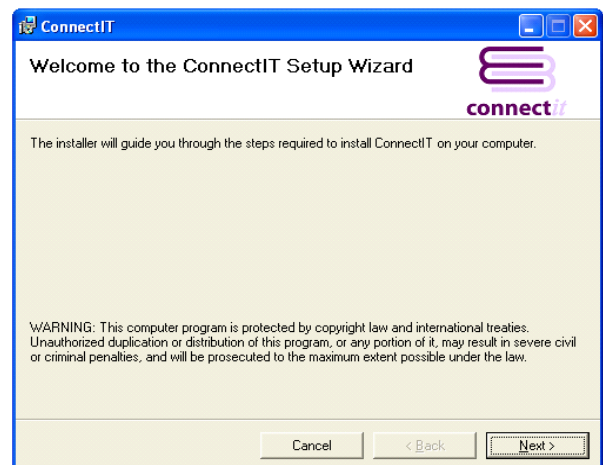 ConnectIT
Welcome to the ConnectIT Setup Wizard
connectit
The installer will guide you through the steps required to install ConnectIT on your computer.
WARNING: This computer program is protected by copyright law and international treaties.
Unauthorized duplication or distribution of this program, or any portion of it, may result in severe civil
or criminal penalties, and will be prosecuted to the maximum extent possible under the law.
Cancel
< Back
Next >